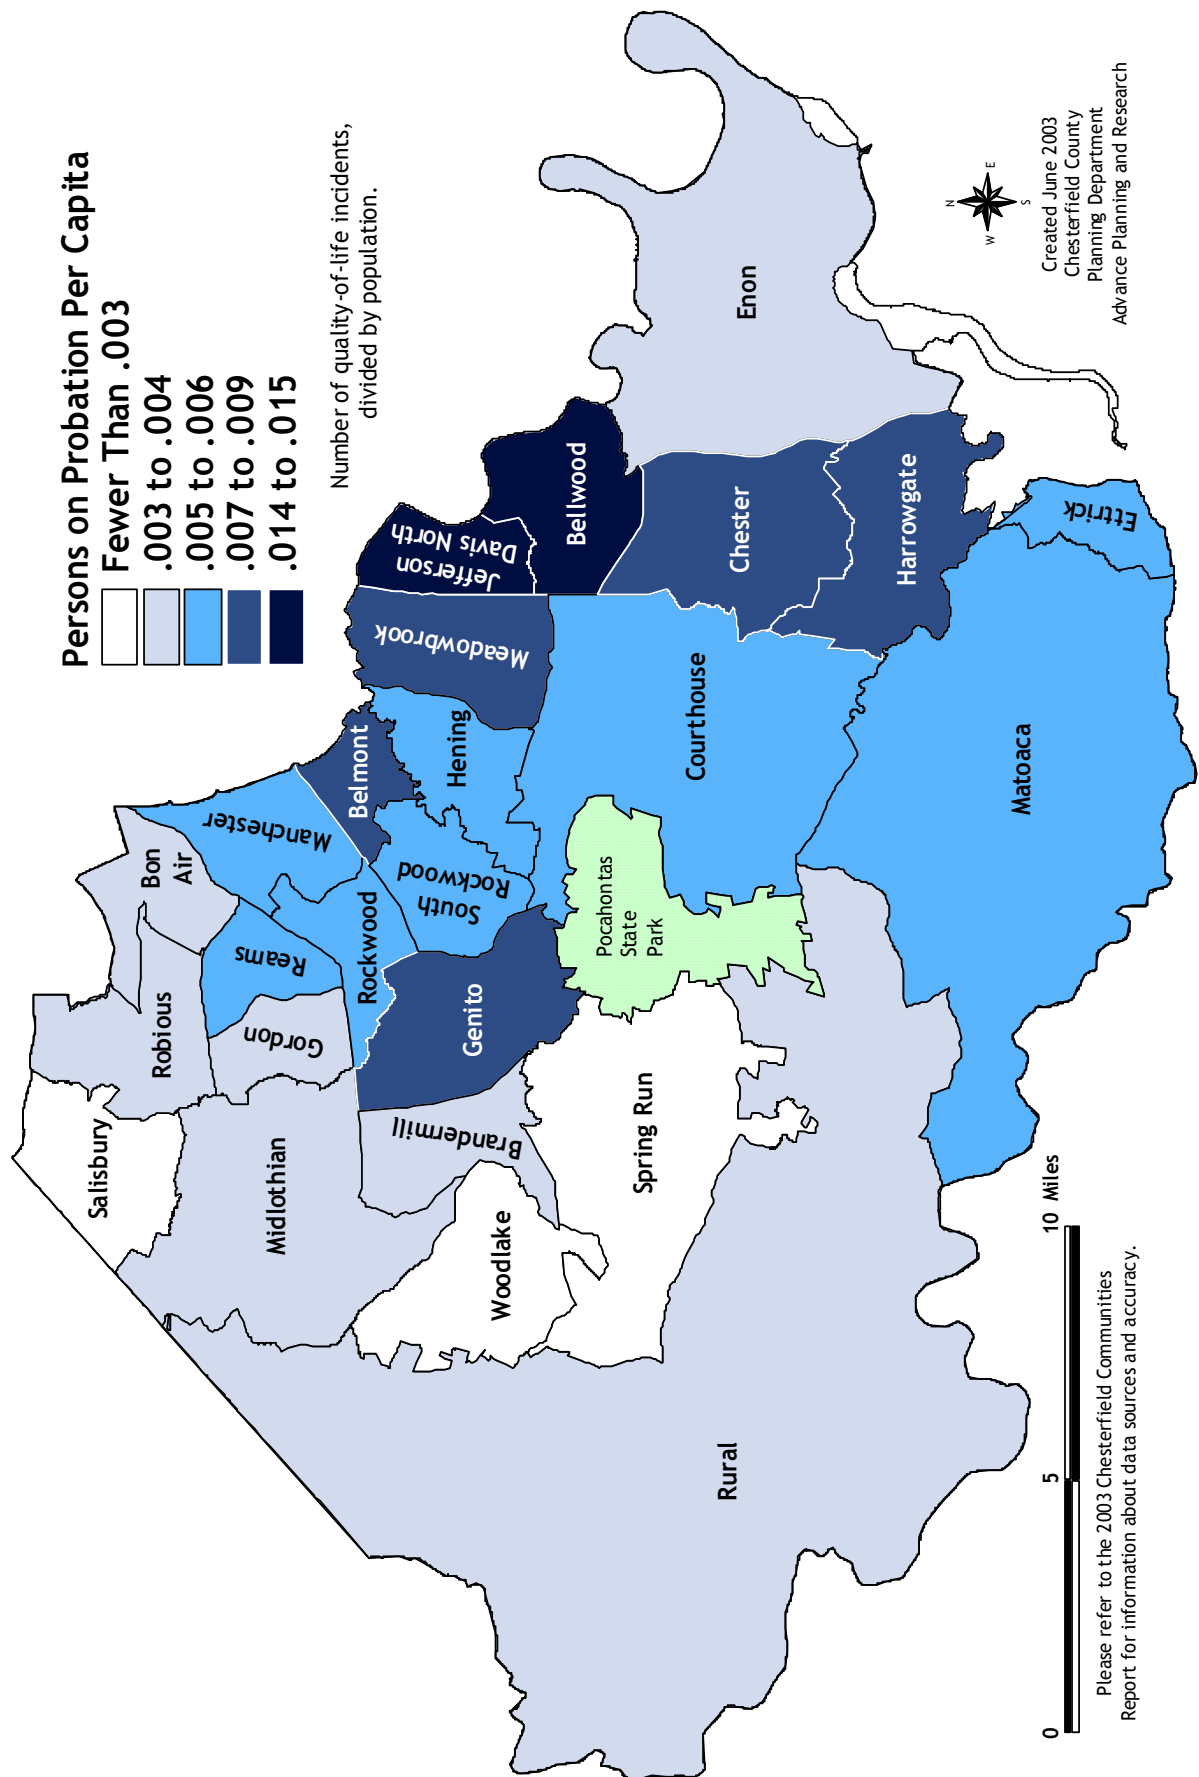 Persons on Probation Per Capita
Fewer Than .003
.003 to .004
.005 to .006
.007 to .009
.014 to .015
Number of quality-of-life incidents,
divided by population.
Salisbury
Robious
Bon
Air
Manchester
Reams
Gordon
Midlothian
Rockwood
Belmont
Hening
South
Rockwood
Meadowbrook
Jefferson
Davis North
Bellwood
Genito
Brandermill
Woodlake
Spring Run
Pocahontas
State
Park
Courthouse
Chester
Enon
Harrowgate
Ettrick
Matoaca
Rural
N
W
E
S
Created June 2003
Chesterfield County
Planning Department
Advance Planning and Research
0
5
10 Miles
Please refer to the 2003 Chesterfield Communities
Report for information about data sources and accuracy.